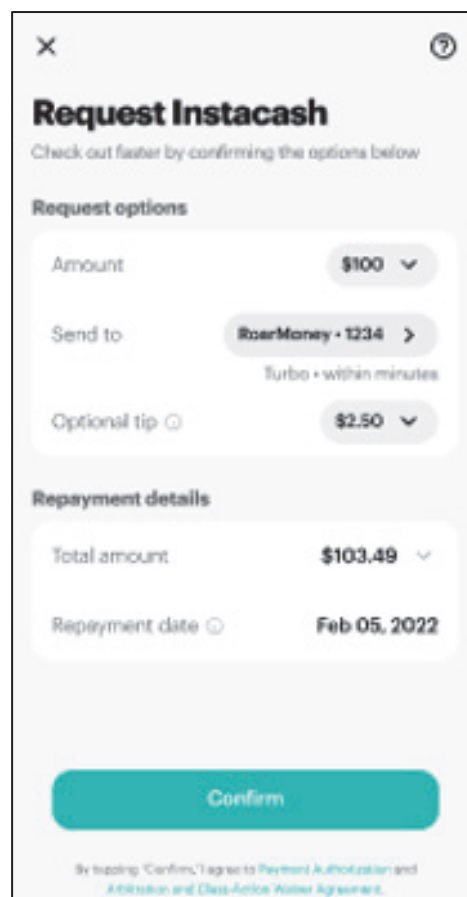 Request Instacash
Check out faster by confirming the options below
Request options
Amount $100
Send to RoarMoney • 1234
Turbo • within minutes
Optional tip $2.50
Repayment details
Total amount $103.49
Repayment date Feb 05, 2022
Confirm
By tapping "Confirm," I agree to Payment Authorization and
Arbitration and Class-Action Waiver Agreement.